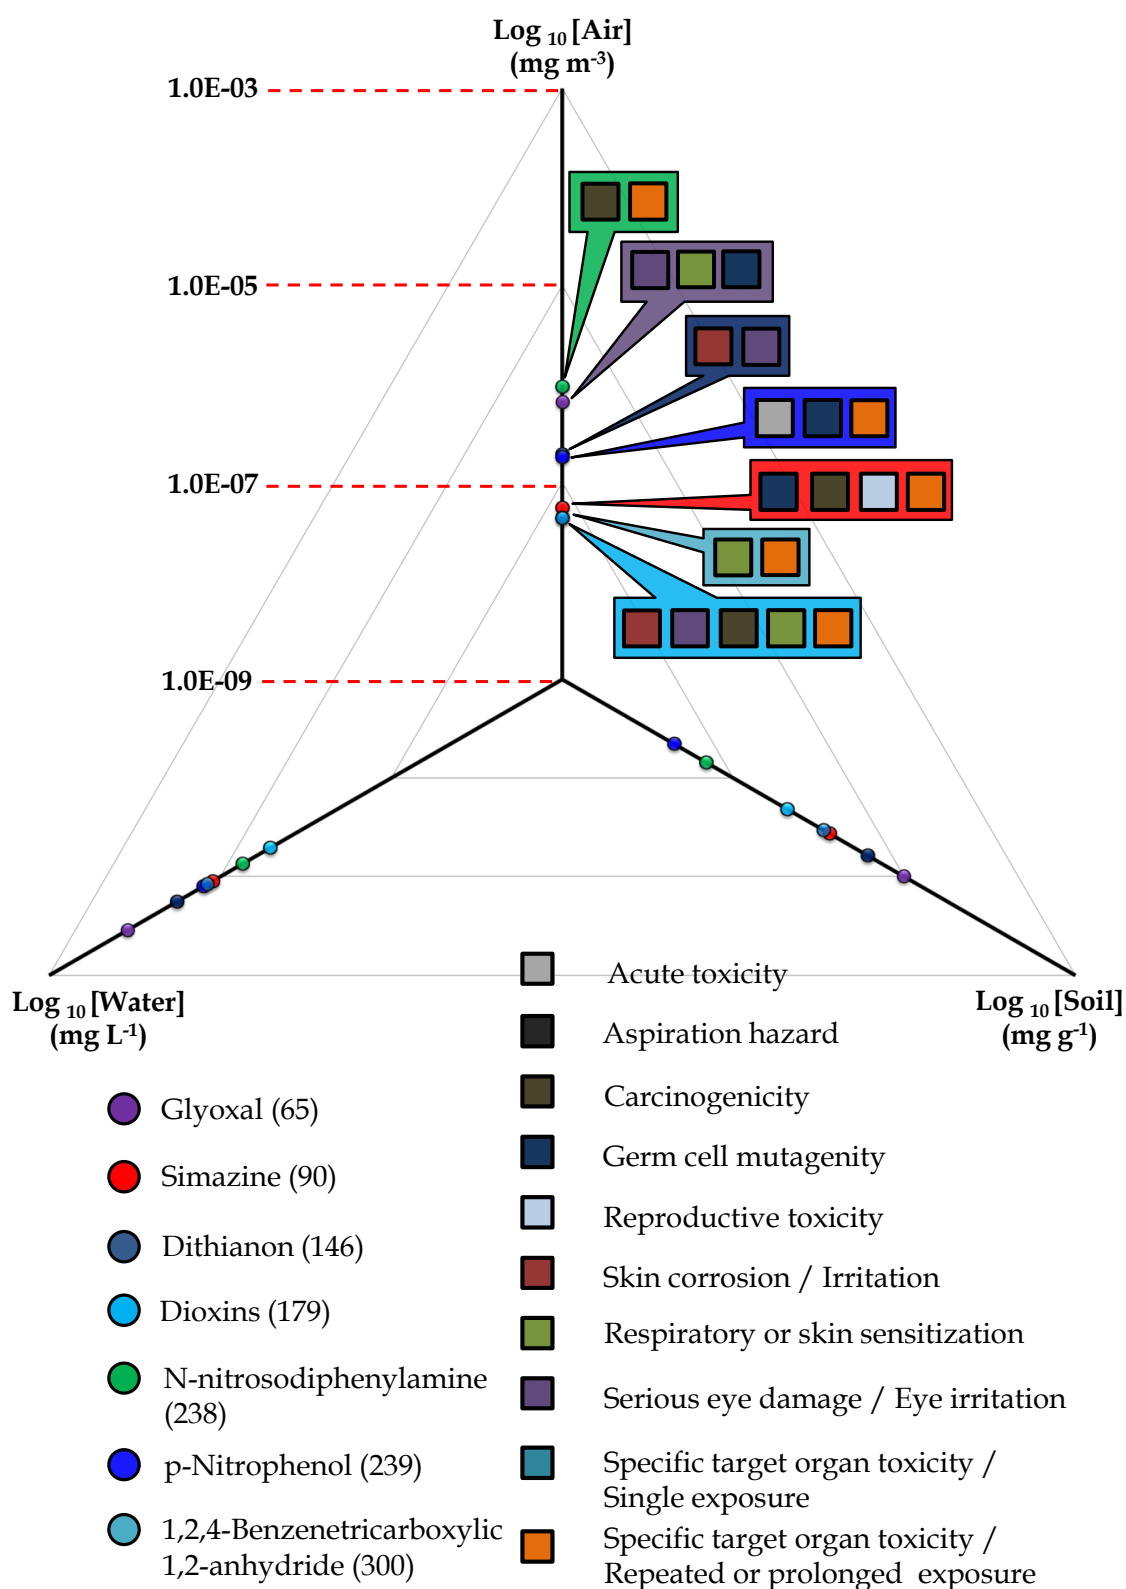 Log 10 [Air]
(mg m-3)
1.0E-03
1.0E-05
1.0E-07
1.0E-09
Log 10 [Water]
(mg L-1)
Log 10 [Soil]
(mg g-1)
Glyoxal (65)
Simazine (90)
Dithianon (146)
Dioxins (179)
N-nitrosodiphenylamine
(238)
p-Nitrophenol (239)
1,2,4-Benzenetricarboxylic
1,2-anhydride (300)
Acute toxicity
Aspiration hazard
Carcinogenicity
Germ cell mutagenity
Reproductive toxicity
Skin corrosion / Irritation
Respiratory or skin sensitization
Serious eye damage / Eye irritation
Specific target organ toxicity /
Single exposure
Specific target organ toxicity /
Repeated or prolonged exposure